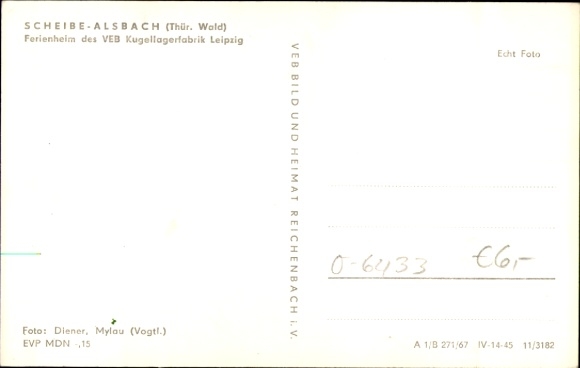 SCHEIBE-ALSBACH (Thür. Wald)
Ferienheim des VEB Kugellagerfabrik Leipzig
Echt Foto
VEB BILD UND HEIMAT REICHENBACH i. V.
O-6433 €6,-
Foto: Diener, Mylau (Vogtl.)
EVP MDN -,15
A 1/B 271/67 IV-14-45 11/3182